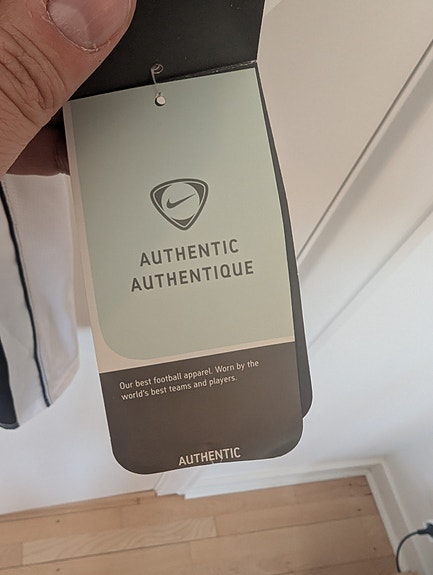 AUTHENTIC
AUTHENTIQUE
Our best football apparel. Worn by the
world's best teams and players.
AUTHENTIC